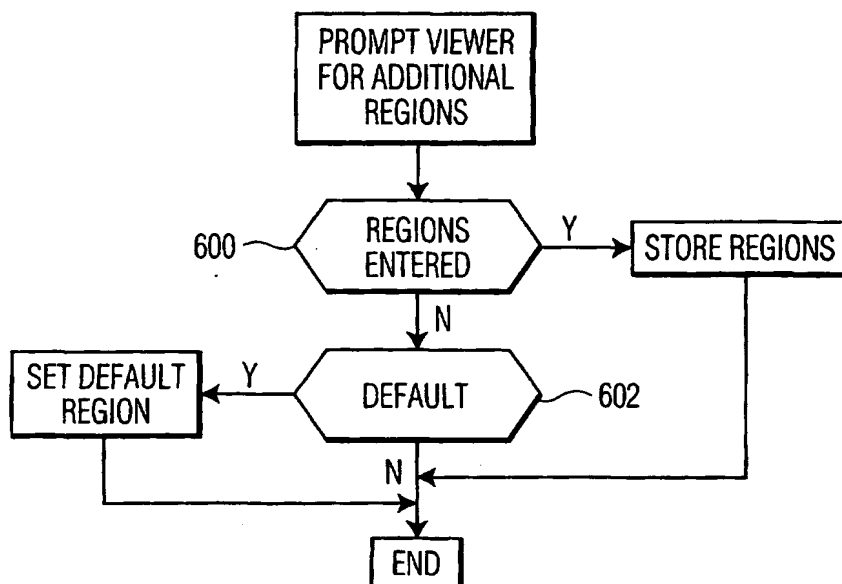 PROMPT VIEWER
FOR ADDITIONAL
REGIONS
600
REGIONS
ENTERED
Y
STORE REGIONS
N
SET DEFAULT
REGION
Y
DEFAULT
602
N
END